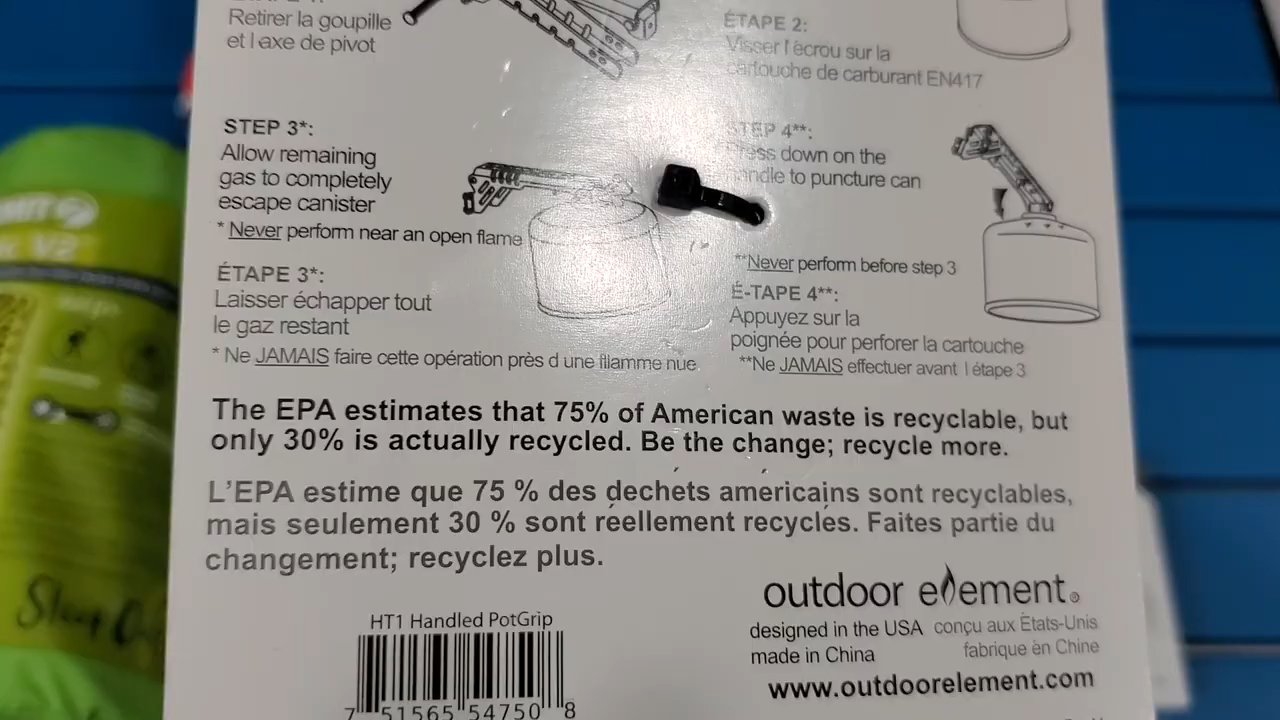 Retirer la goupille
et l axe de pivot
ÉTAPE 2:
Visser l'écrou sur la
cartouche de carburant EN417
STEP 3*:
Allow remaining
gas to completely
escape canister
* Never perform near an open flame
ÉTAPE 3*:
Laisser échapper tout
le gaz restant
* Ne JAMAIS faire cette opération près d une flamme nue
STEP 4**:
Press down on the
handle to puncture can
**Never perform before step 3
É-TAPE 4**:
Appuyez sur la
poignée pour perforer la cartouche
**Ne JAMAIS effectuer avant l étape 3
The EPA estimates that 75% of American waste is recyclable, but
only 30% is actually recycled. Be the change; recycle more.
L'EPA estime que 75 % des déchets américains sont recyclables,
mais seulement 30 % sont réellement recyclés. Faites partie du
changement; recyclez plus.
HT1 Handled PotGrip
7 51565 54750 8
outdoor element®
designed in the USA conçu aux États-Unis
made in China fabrique èn Chine
www.outdoorelement.com
V2